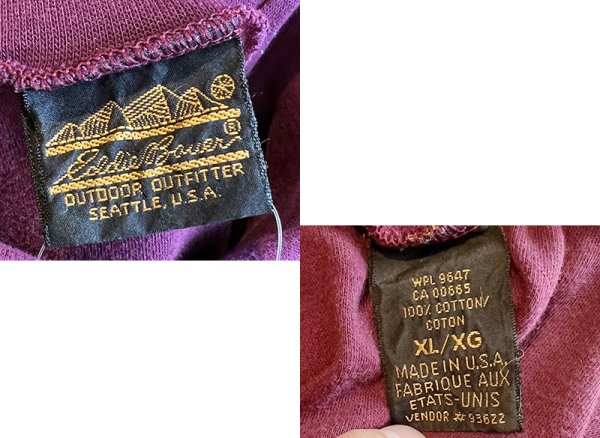 Eddie Bauer®
OUTDOOR OUTFITTER
SEATTLE, U.S.A.
WPL 9647
CA 00665
100% COTTON/
COTON
XL/XG
MADE IN U.S.A.
FABRIQUE AUX
ETATS-UNIS
VENDOR #93622